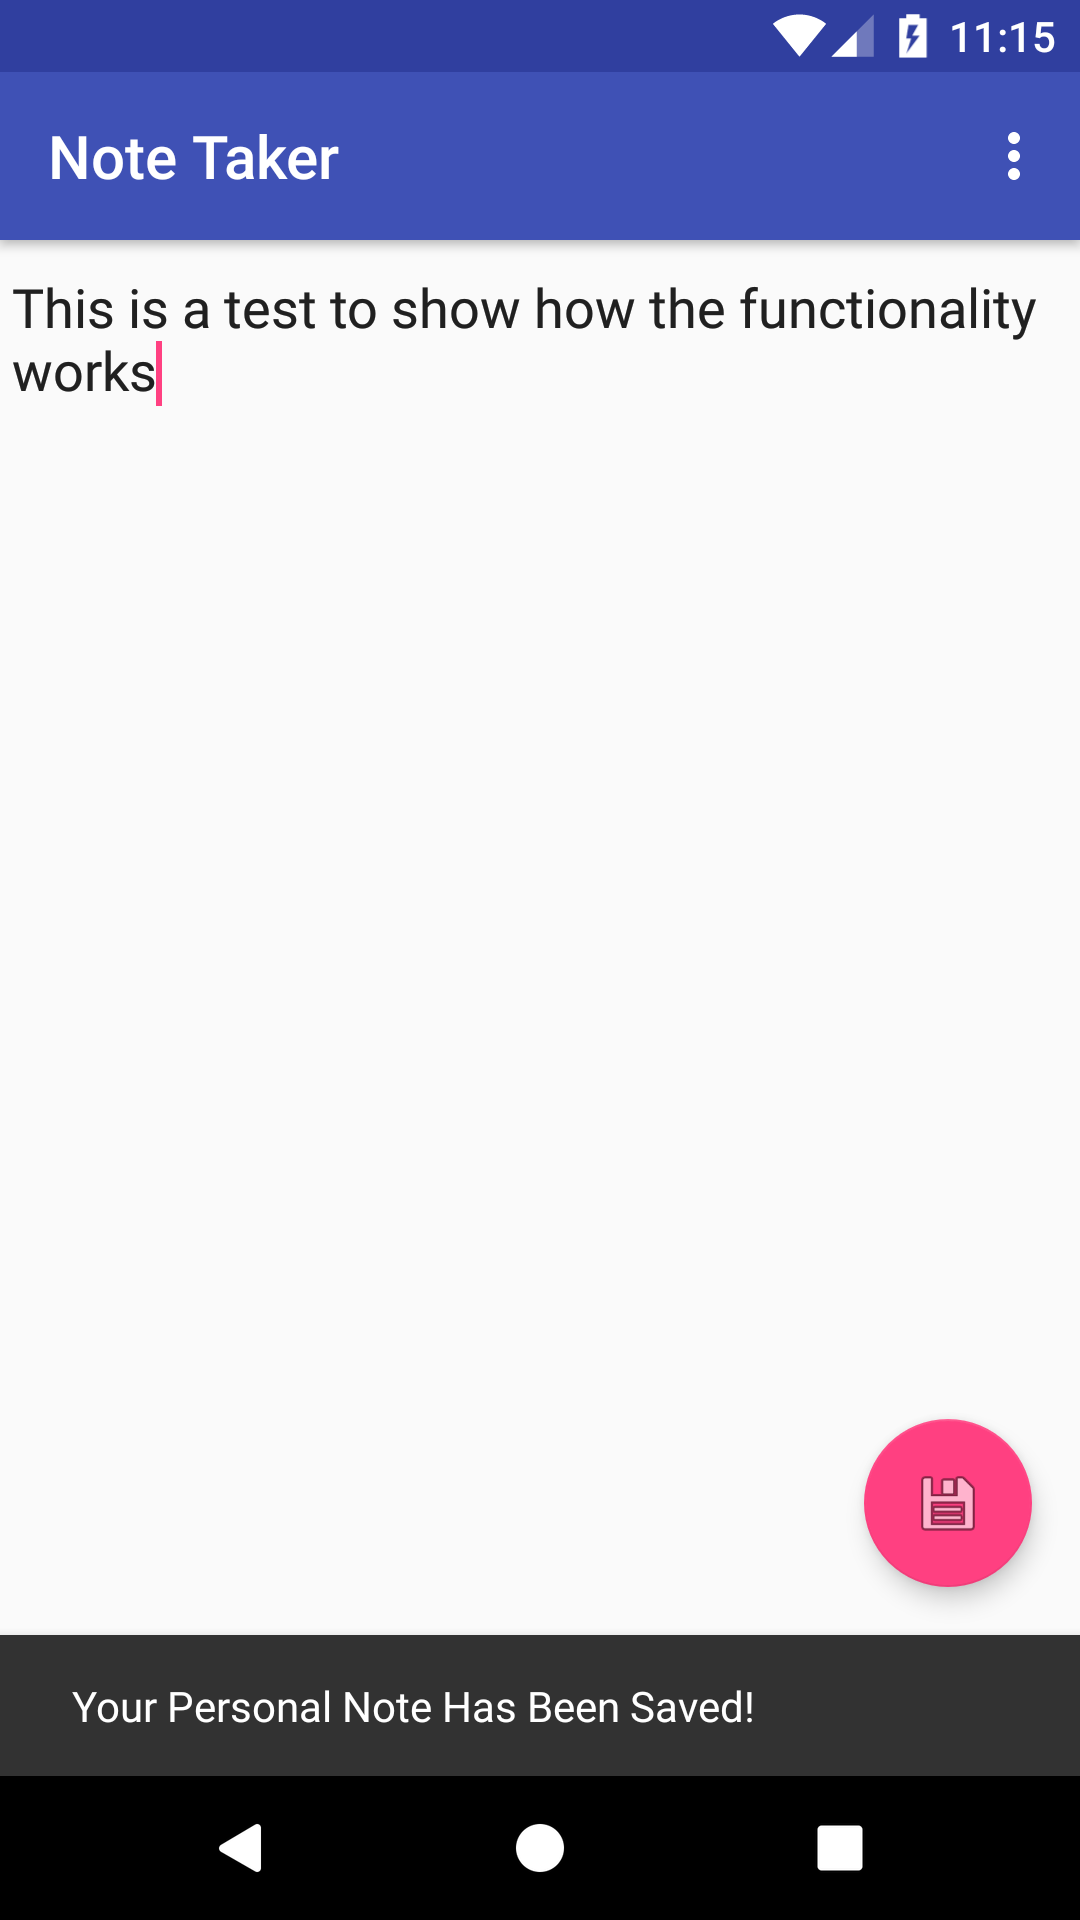 11:15
Note Taker
This is a test to show how the functionality
works
Your Personal Note Has Been Saved!